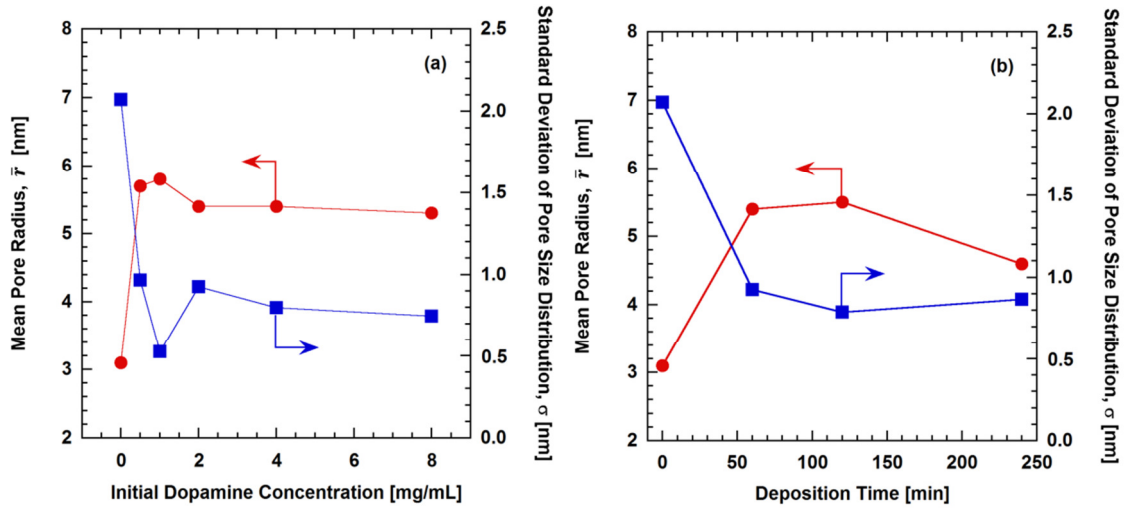 (a)
8
7
6
5
4
3
2
Mean Pore Radius, r̄ [nm]
2.5
2.0
1.5
1.0
0.5
0.0
Standard Deviation of Pore Size Distribution, σ [nm]
0 2 4 6 8
Initial Dopamine Concentration [mg/mL]
(b)
8
7
6
5
4
3
2
Mean Pore Radius, r̄ [nm]
2.5
2.0
1.5
1.0
0.5
0.0
Standard Deviation of Pore Size Distribution, σ [nm]
0 50 100 150 200 250
Deposition Time [min]